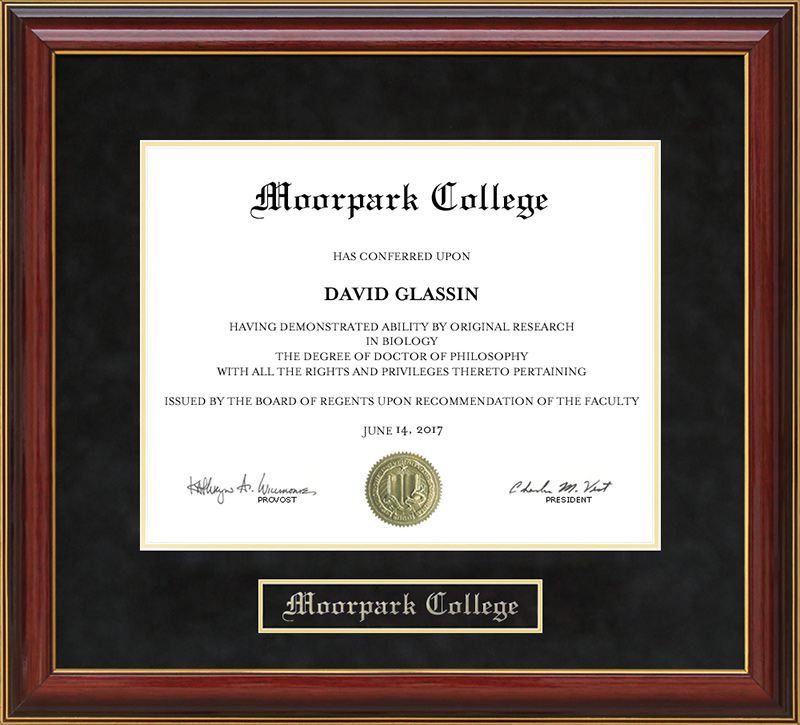 Moorpark College
HAS CONFERRED UPON
DAVID GLASSIN
HAVING DEMONSTRATED ABILITY BY ORIGINAL RESEARCH
IN BIOLOGY
THE DEGREE OF DOCTOR OF PHILOSOPHY
WITH ALL THE RIGHTS AND PRIVILEGES THERETO PERTAINING
ISSUED BY THE BOARD OF REGENTS UPON RECOMMENDATION OF THE FACULTY
JUNE 14, 2017
Charles M. Vest
PROVOST
PRESIDENT
Moorpark College